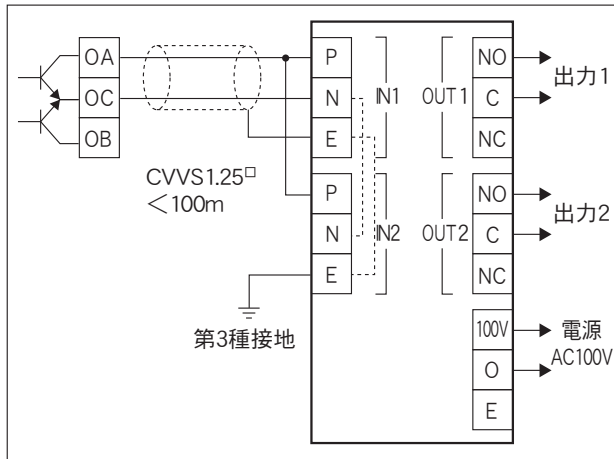 OA
OC
OB
CVVS1.25□
＜100m
第3種接地
P
N
E
P
N
E
IN1
IN2
OUT1
OUT2
NO
C
NC
NO
C
NC
100V
O
E
出力1
出力2
電源
AC100V